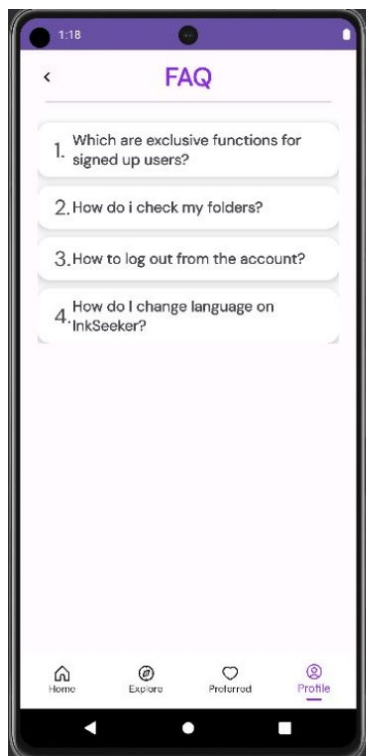 1:18
FAQ
1. Which are exclusive functions for
signed up users?
2. How do i check my folders?
3. How to log out from the account?
4. How do I change language on
InkSeeker?
Home Explore Preferred Profile